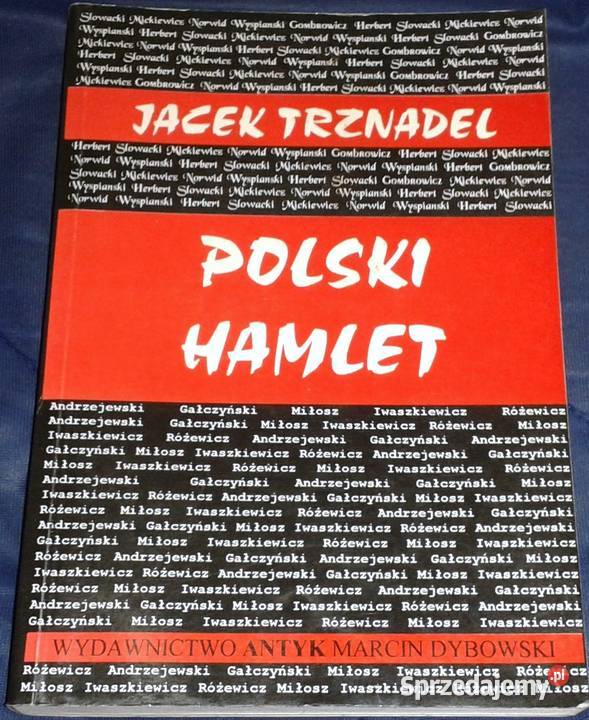 Słowacki Mickiewicz Norwid Wyspiański Gombrowicz Herbert Słowacki Mickiewicz Norwid
Wyspiański Herbert Słowacki Mickiewicz Norwid Wyspiański Herbert Słowacki Gombrowicz
Mickiewicz Norwid Wyspiański Herbert Słowacki Mickiewicz Gombrowicz Norwid Wyspiański
Herbert Słowacki Mickiewicz Norwid Wyspiański Herbert Słowacki Mickiewicz
Norwid Wyspiański Herbert Słowacki Mickiewicz Norwid Wyspiański
Wyspiański Herbert Słowacki Mickiewicz Norwid Gombrowicz Herbert Słowacki
Mickiewicz Gombrowicz Norwid Wyspiański Herbert Słowacki Mickiewicz Norwid Wyspiański
JACEK TRZNADEL
Herbert Słowacki Mickiewicz Norwid Wyspiański Gombrowicz Herbert Słowacki Mickiewicz
Norwid Wyspiański Herbert Słowacki Mickiewicz Norwid Wyspiański Herbert Gombrowicz
Słowacki Mickiewicz Norwid Wyspiański Herbert Słowacki Gombrowicz Mickiewicz Norwid
Wyspiański Herbert Słowacki Mickiewicz Norwid Wyspiański Herbert Słowacki Mickiewicz
Norwid Wyspiański Herbert Słowacki Mickiewicz Norwid Wyspiański Herbert Słowacki
POLSKI
HAMLET
Andrzejewski Gałczyński Miłosz Iwaszkiewicz Różewicz
Andrzejewski Gałczyński Miłosz Iwaszkiewicz Różewicz Miłosz
Iwaszkiewicz Różewicz Andrzejewski Gałczyński Andrzejewski
Gałczyński Miłosz Iwaszkiewicz Różewicz Andrzejewski Gałczyński
Miłosz Iwaszkiewicz Różewicz Miłosz Iwaszkiewicz Różewicz
Andrzejewski Gałczyński Andrzejewski Gałczyński Miłosz
Iwaszkiewicz Różewicz Andrzejewski Gałczyński Miłosz Iwaszkiewicz
Różewicz Miłosz Iwaszkiewicz Różewicz Andrzejewski Gałczyński
Andrzejewski Gałczyński Miłosz Iwaszkiewicz Różewicz Andrzejewski
Gałczyński Miłosz Iwaszkiewicz Różewicz Miłosz Iwaszkiewicz
Różewicz Andrzejewski Gałczyński Andrzejewski Gałczyński Miłosz
Iwaszkiewicz Różewicz Andrzejewski Gałczyński Miłosz Iwaszkiewicz
Różewicz Miłosz Iwaszkiewicz Różewicz Andrzejewski Gałczyński
Andrzejewski Gałczyński Miłosz Iwaszkiewicz Różewicz Andrzejewski
Gałczyński Miłosz Iwaszkiewicz Różewicz Miłosz Iwaszkiewicz
WYDAWNICTWO ANTYK MARCIN DYBOWSKI
Różewicz Andrzejewski Gałczyński Miłosz Iwaszkiewicz Różewicz
Miłosz Iwaszkiewicz Różewicz Miłosz Iwaszkiewicz Różewicz Miłosz
Sprzedajemy.pl